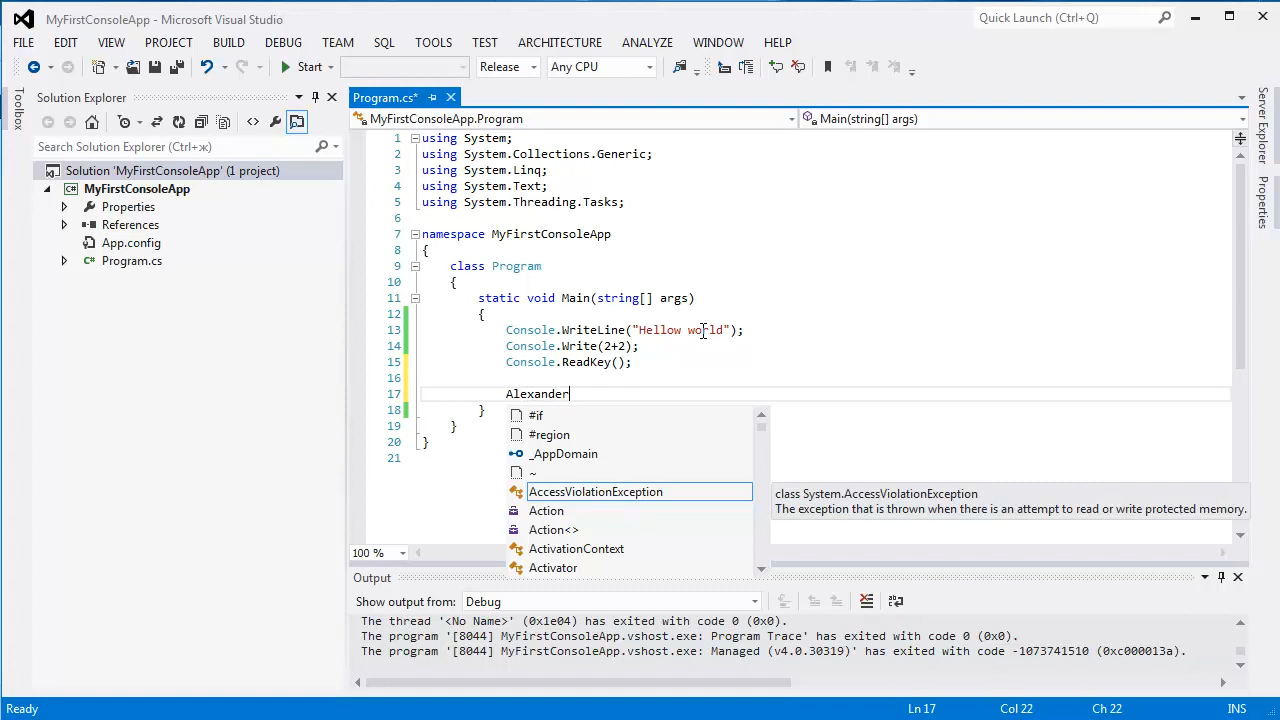 MyFirstConsoleApp - Microsoft Visual Studio
Quick Launch (Ctrl+Q)
FILE EDIT VIEW PROJECT BUILD DEBUG TEAM SQL TOOLS TEST ARCHITECTURE ANALYZE WINDOW HELP
Start Release Any CPU
Toolbox
Solution Explorer
Search Solution Explorer (Ctrl+ж)
Solution 'MyFirstConsoleApp' (1 project)
MyFirstConsoleApp
Properties
References
App.config
C# Program.cs
Program.cs*
MyFirstConsoleApp.Program
Main(string[] args)
1 using System;
2 using System.Collections.Generic;
3 using System.Linq;
4 using System.Text;
5 using System.Threading.Tasks;
6
7 namespace MyFirstConsoleApp
8 {
9 class Program
10 {
11 static void Main(string[] args)
12 {
13 Console.WriteLine("Hellow world");
14 Console.Write(2+2);
15 Console.ReadKey();
16
17 Alexander
18 }
19 }
20 }
21
#if
#region
_AppDomain
~
AccessViolationException
Action
Action<>
ActivationContext
Activator
class System.AccessViolationException
The exception that is thrown when there is an attempt to read or write protected memory.
100 %
Server Explorer
Properties
Output
Show output from: Debug
The thread '<No Name>' (0x1e04) has exited with code 0 (0x0).
The program '[8044] MyFirstConsoleApp.vshost.exe: Program Trace' has exited with code 0 (0x0).
The program '[8044] MyFirstConsoleApp.vshost.exe: Managed (v4.0.30319)' has exited with code -1073741510 (0xc000013a).
Ready Ln 17 Col 22 Ch 22 INS